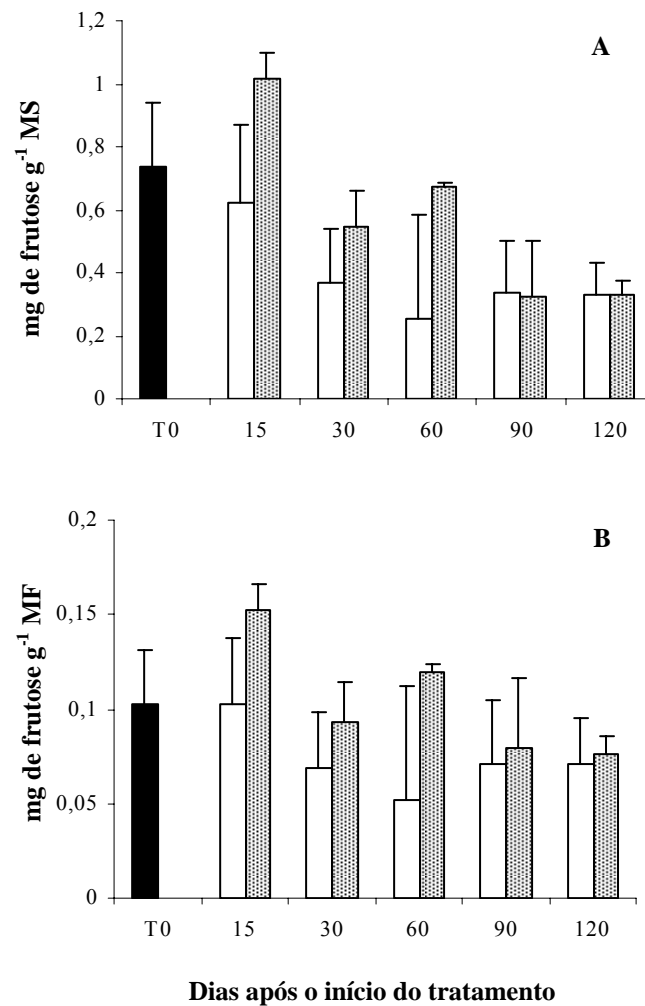 A
mg de frutose g-1 MS
1,2
1
0,8
0,6
0,4
0,2
0
T0 15 30 60 90 120
B
mg de frutose g-1 MF
0,2
0,15
0,1
0,05
0
T0 15 30 60 90 120
Dias após o início do tratamento